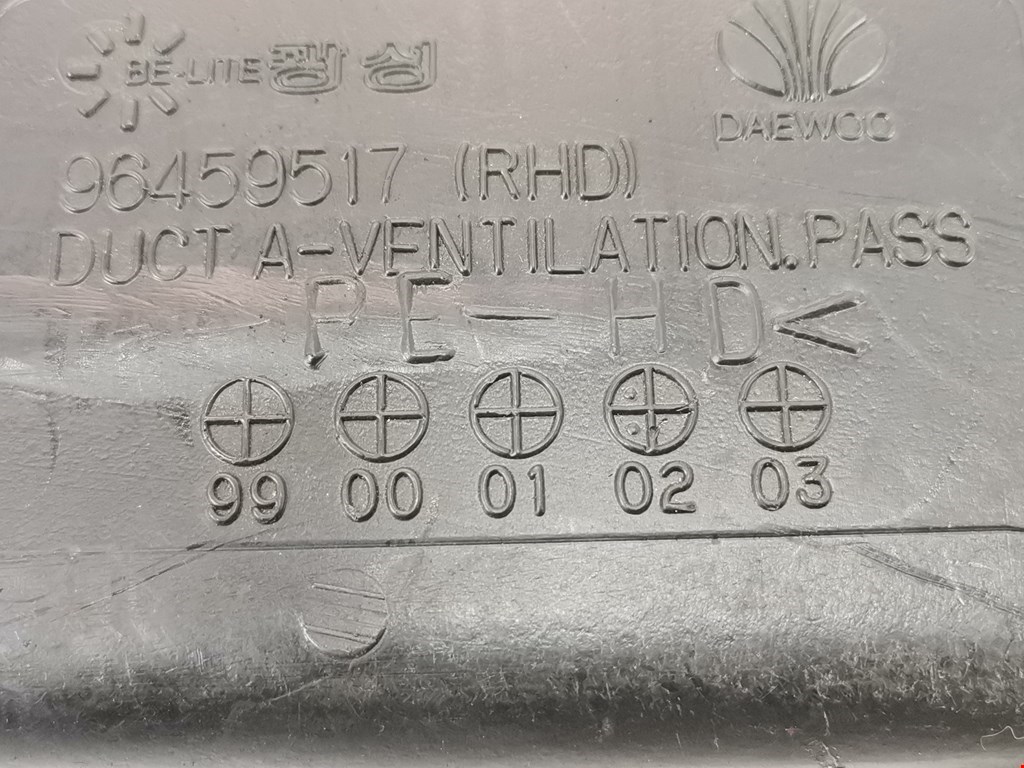 BE-LITE 광성
DAEWOO
96459517 (RHD)
DUCT A-VENTILATION.PASS
PE-HD<
99 00 01 02 03